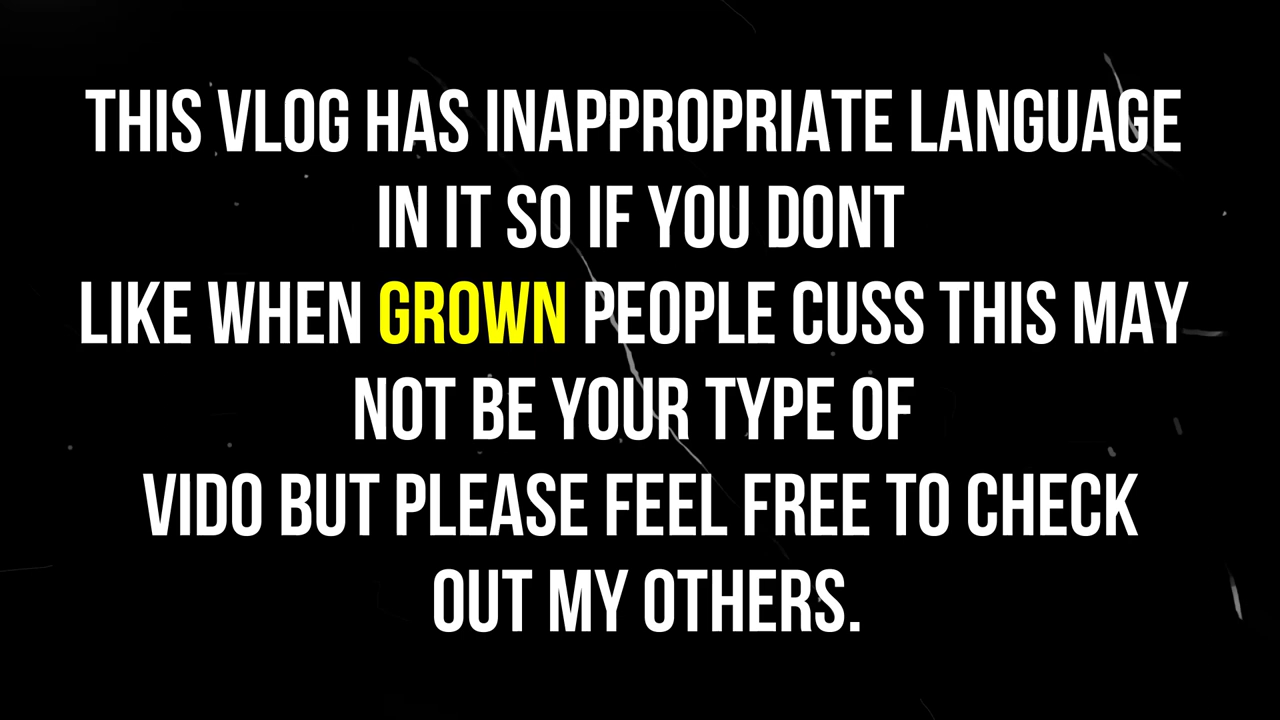 THIS VLOG HAS INAPPROPRIATE LANGUAGE
IN IT SO IF YOU DONT
LIKE WHEN GROWN PEOPLE CUSS THIS MAY
NOT BE YOUR TYPE OF
VIDO BUT PLEASE FEEL FREE TO CHECK
OUT MY OTHERS.